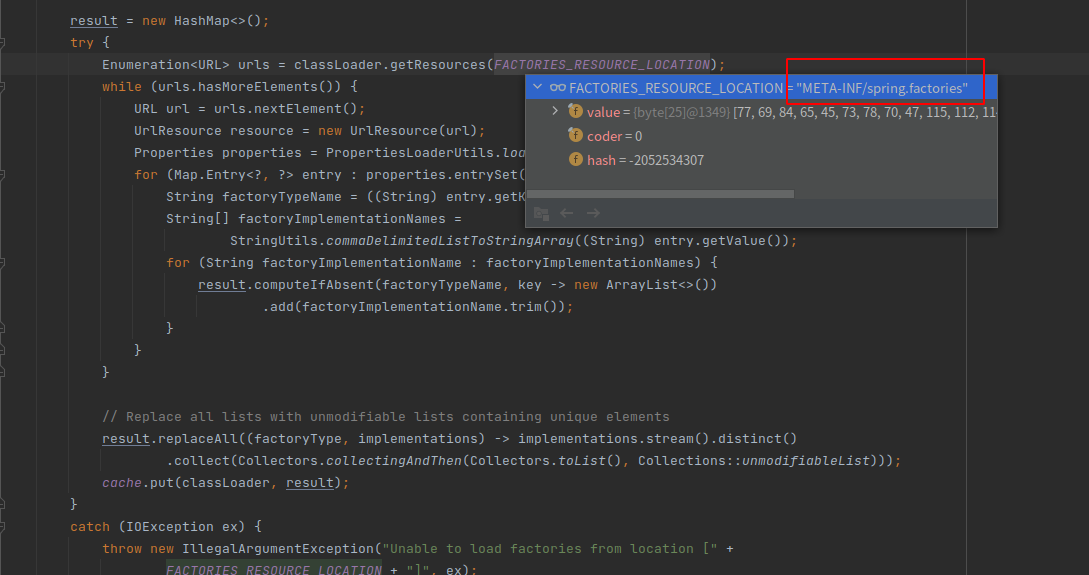 result = new HashMap<>();
try {
Enumeration<URL> urls = classLoader.getResources(FACTORIES_RESOURCE_LOCATION);
while (urls.hasMoreElements()) {
FACTORIES_RESOURCE_LOCATION = "META-INF/spring.factories"
URL url = urls.nextElement();
value = {byte[25]@1349} [77, 69, 84, 65, 45, 73, 78, 70, 47, 115, 112, 11
UrlResource resource = new UrlResource(url);
coder = 0
Properties properties = PropertiesLoaderUtils.loa
hash = -2052534307
for (Map.Entry<?, ?> entry : properties.entrySet(
String factoryTypeName = ((String) entry.getK
String[] factoryImplementationNames =
StringUtils.commaDelimitedListToStringArray((String) entry.getValue());
for (String factoryImplementationName : factoryImplementationNames) {
result.computeIfAbsent(factoryTypeName, key -> new ArrayList<>())
.add(factoryImplementationName.trim());
}
}
}
// Replace all lists with unmodifiable lists containing unique elements
result.replaceAll((factoryType, implementations) -> implementations.stream().distinct()
.collect(Collectors.collectingAndThen(Collectors.toList(), Collections::unmodifiableList)));
cache.put(classLoader, result);
}
catch (IOException ex) {
throw new IllegalArgumentException("Unable to load factories from location [" +
FACTORIES_RESOURCE_LOCATION + "]", ex);